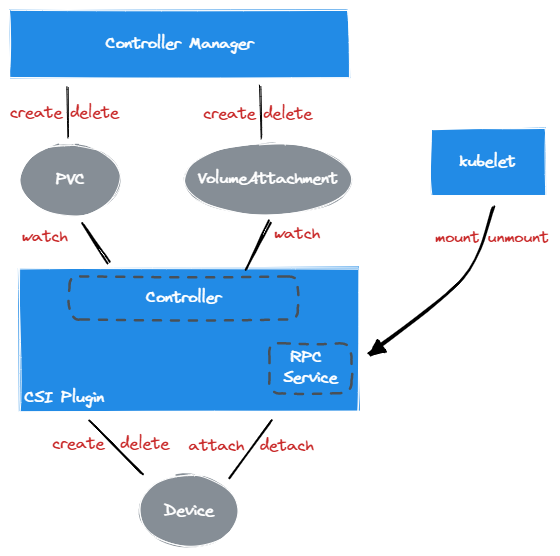 Controller Manager
create delete
create delete
PVC
VolumeAttachment
kubelet
watch
watch
mount unmount
Controller
RPC
Service
CSI Plugin
create delete
attach detach
Device